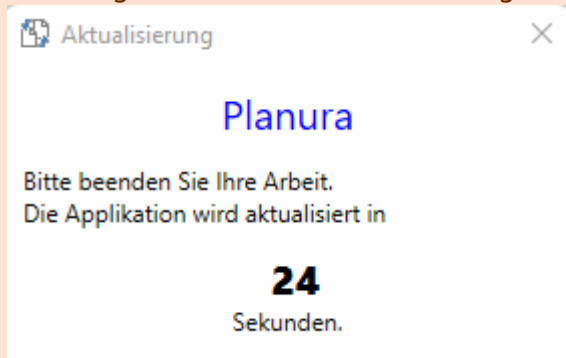 Aktualisierung
Planura
Bitte beenden Sie Ihre Arbeit.
Die Applikation wird aktualisiert in
24
Sekunden.